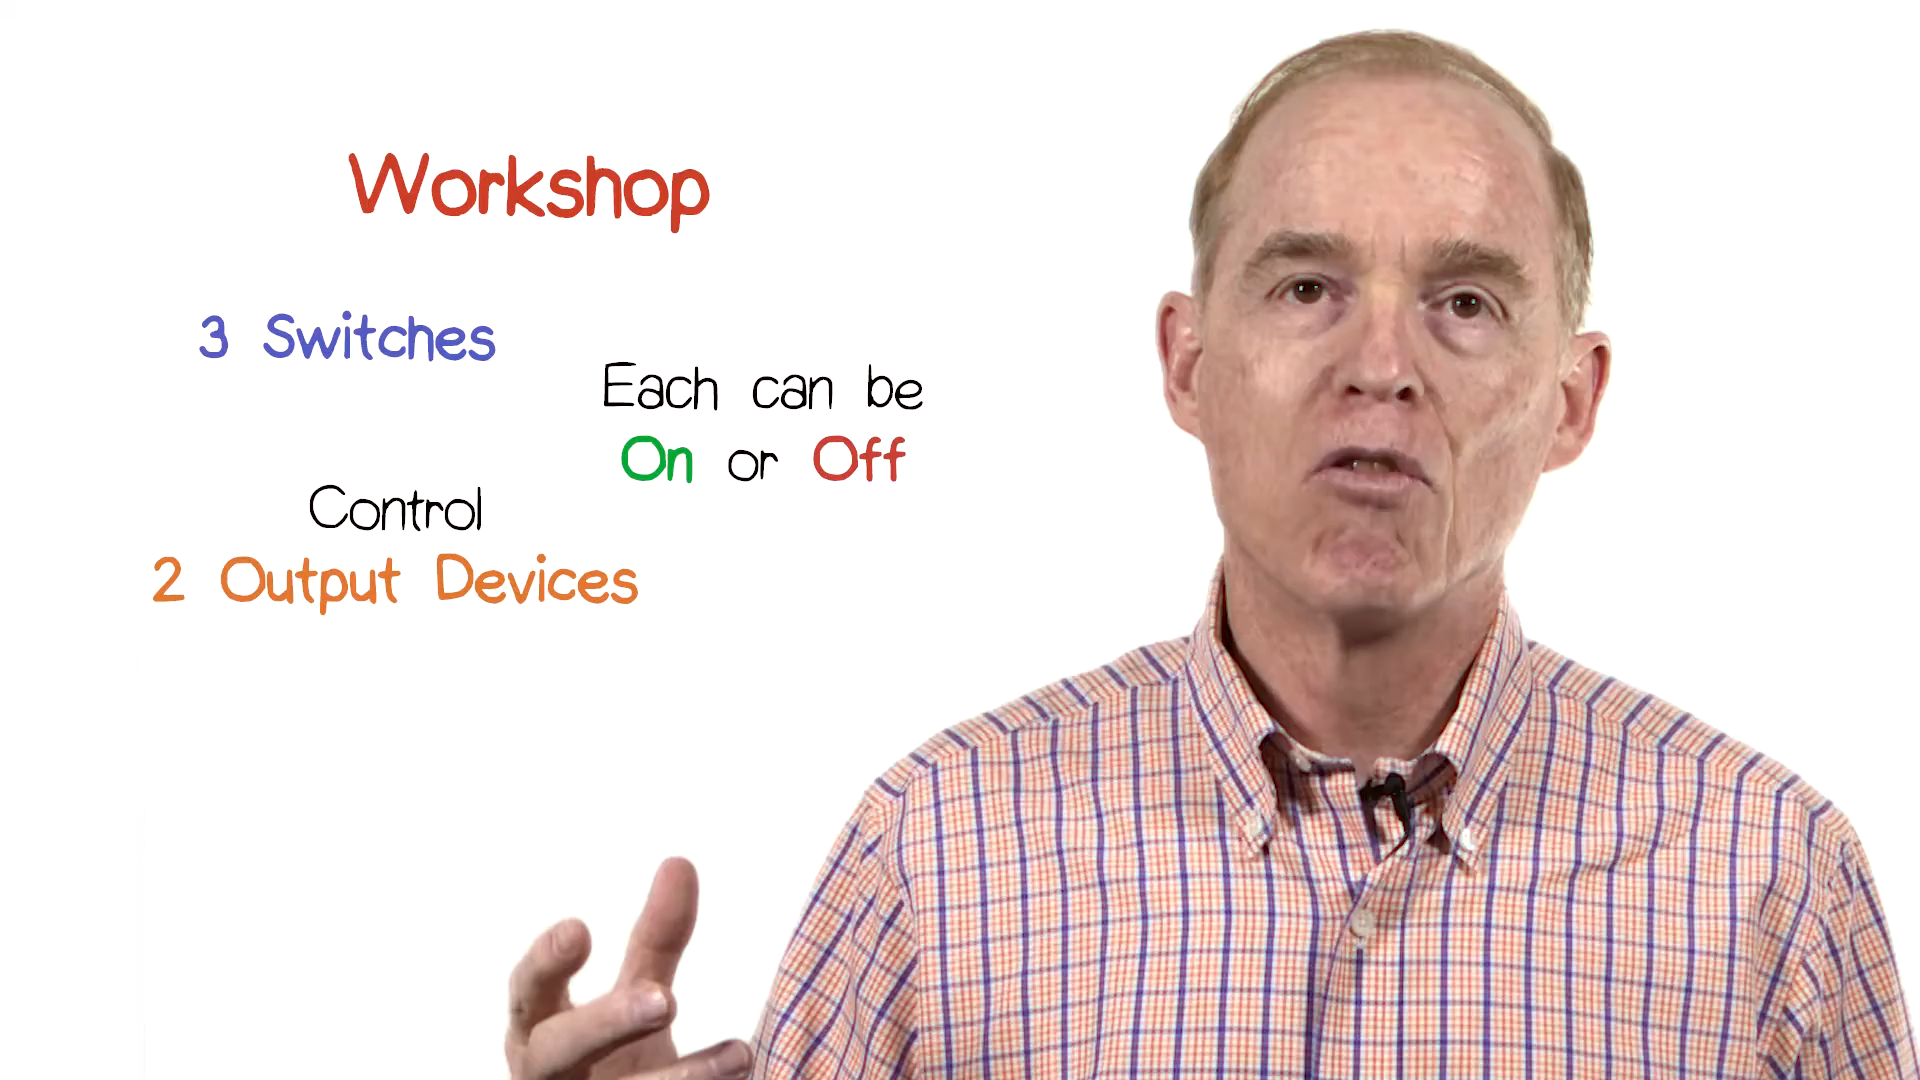 Workshop
3 Switches
Each can be
On or Off
Control
2 Output Devices